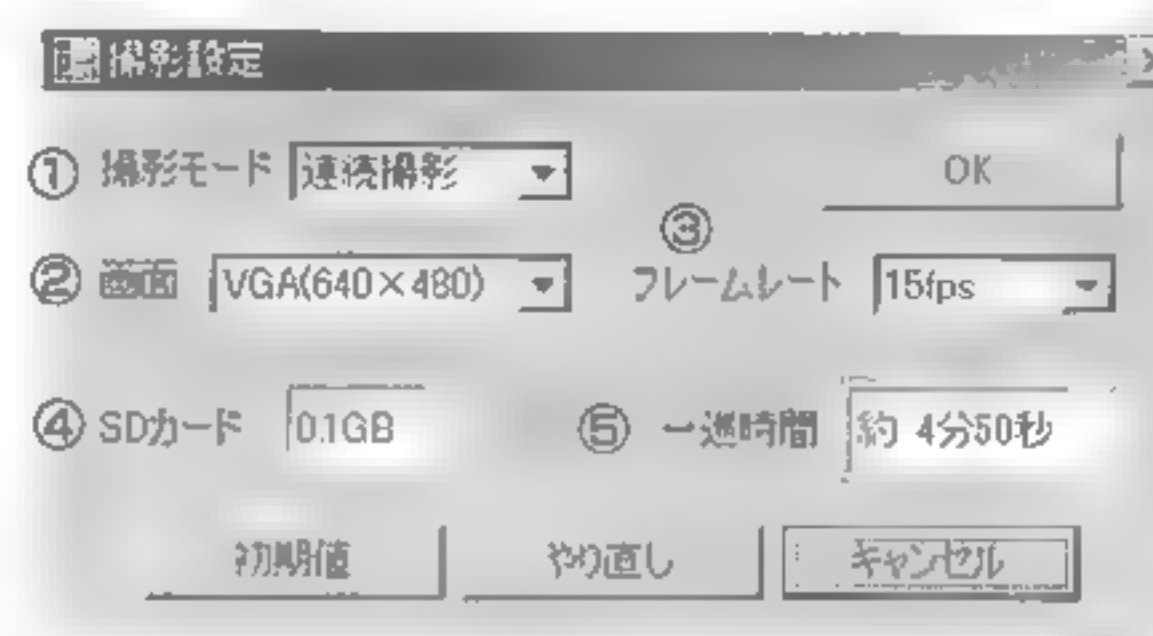 撮影設定
① 撮影モード 連続撮影 OK
② 画面 VGA(640×480) ③ フレームレート 15fps
④ SDカード 0.1GB ⑤ 一週時間 約 4分50秒
初期値 やり直し キャンセル